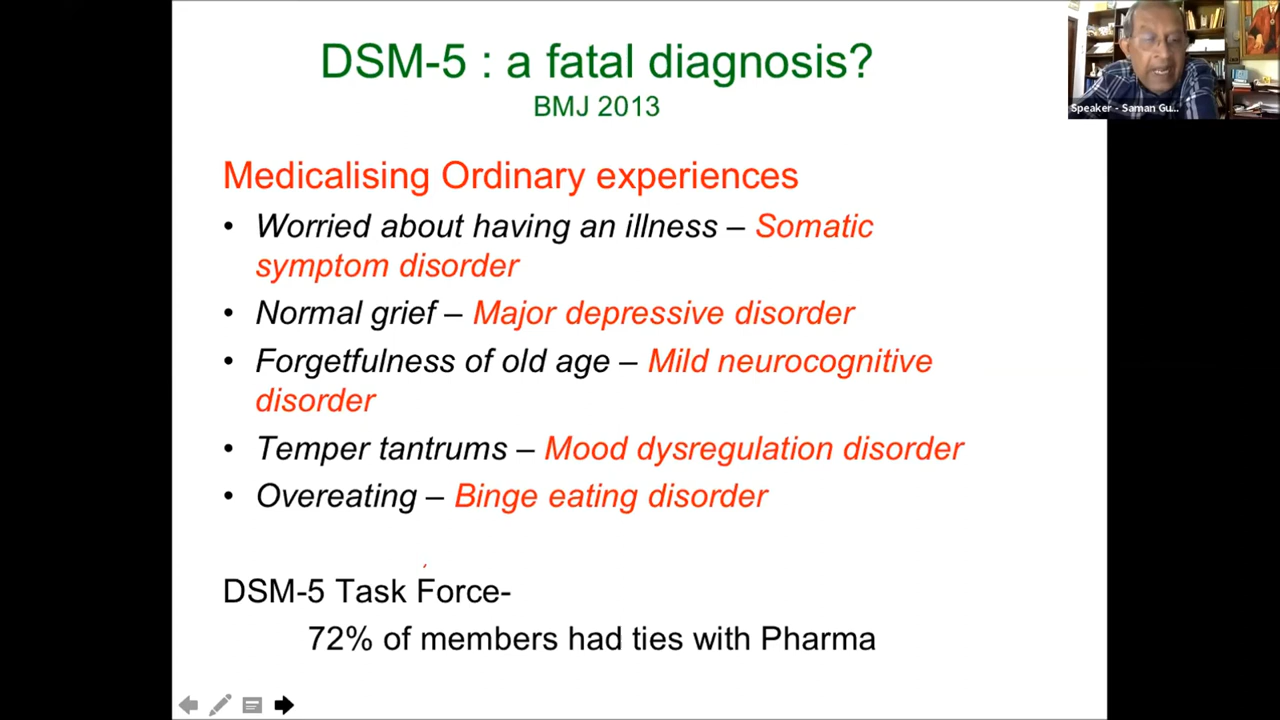 DSM-5 : a fatal diagnosis?
BMJ 2013
Speaker - Saman Gu...
Medicalising Ordinary experiences
• Worried about having an illness – Somatic
symptom disorder
• Normal grief – Major depressive disorder
• Forgetfulness of old age – Mild neurocognitive
disorder
• Temper tantrums – Mood dysregulation disorder
• Overeating – Binge eating disorder
DSM-5 Task Force-
72% of members had ties with Pharma